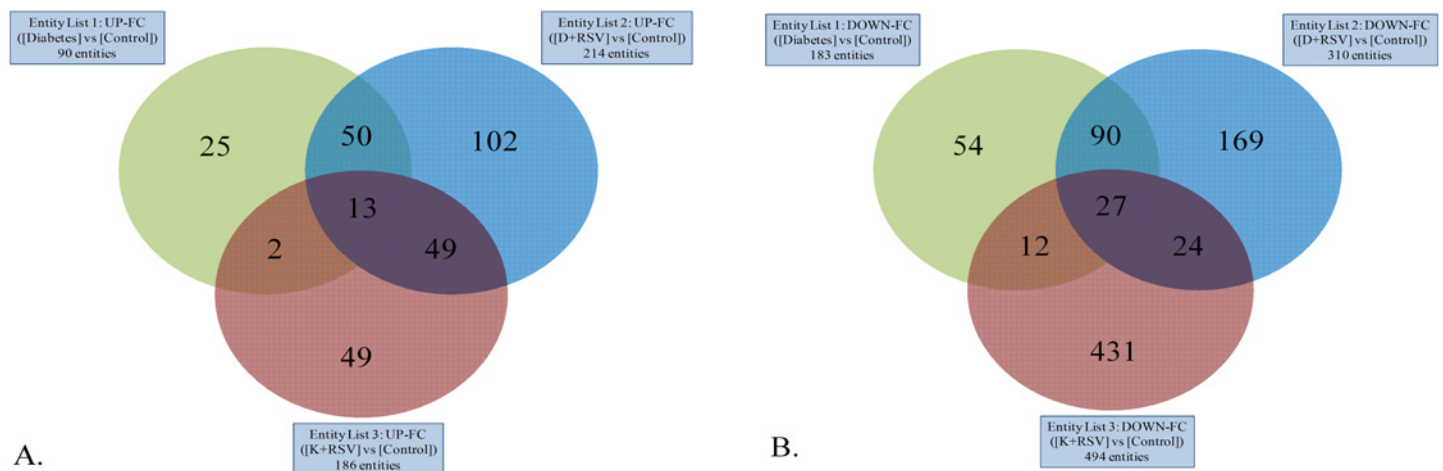 Entity List 1: UP-FC
([Diabetes] vs [Control])
90 entities
Entity List 2: UP-FC
([D+RSV] vs [Control])
214 entities
25
50
102
13
2
49
49
Entity List 3: UP-FC
([K+RSV] vs [Control])
186 entities
A.
Entity List 1: DOWN-FC
([Diabetes] vs [Control])
183 entities
Entity List 2: DOWN-FC
([D+RSV] vs [Control])
310 entities
54
90
169
27
12
24
431
Entity List 3: DOWN-FC
([K+RSV] vs [Control])
494 entities
B.